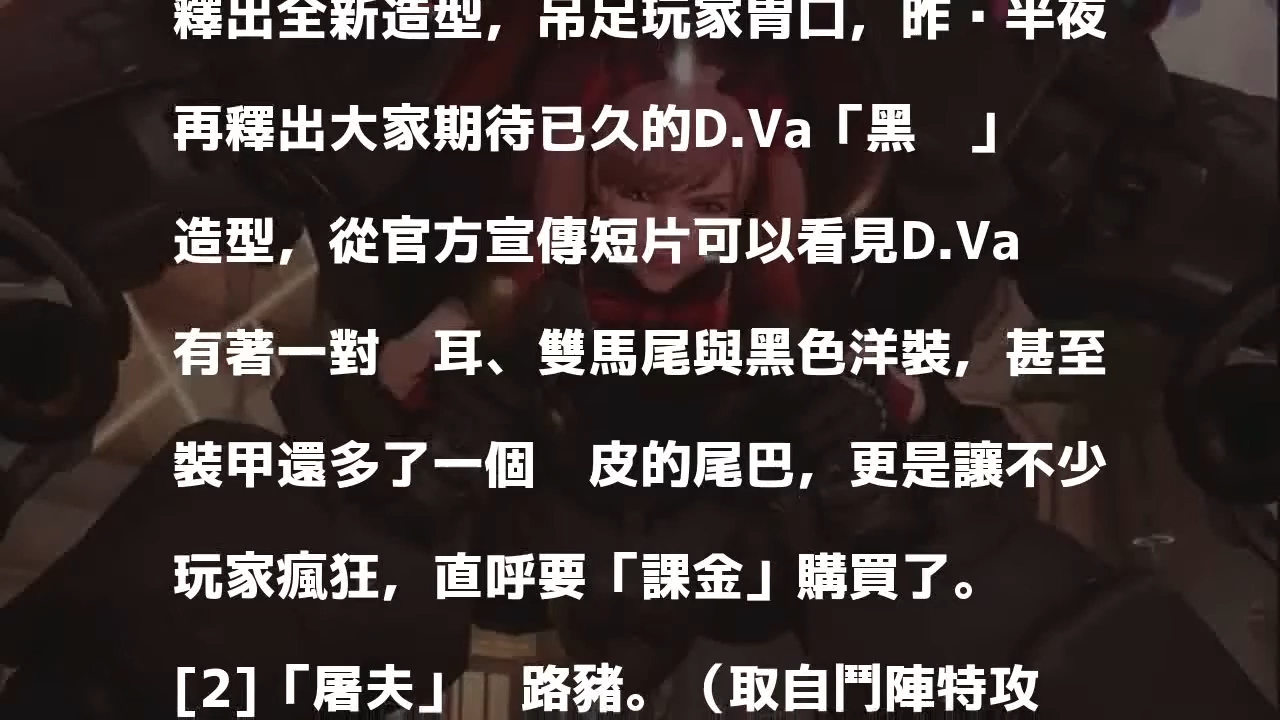 釋出全新造型，吊足玩家胃口，昨·半夜
再釋出大家期待已久的D.Va「黑　」
造型，從官方宣傳短片可以看見D.Va
有著一對　耳、雙馬尾與黑色洋裝，甚至
裝甲還多了一個　皮的尾巴，更是讓不少
玩家瘋狂，直呼要「課金」購買了。
[2]「屠夫」　路豬。（取自鬥陣特攻